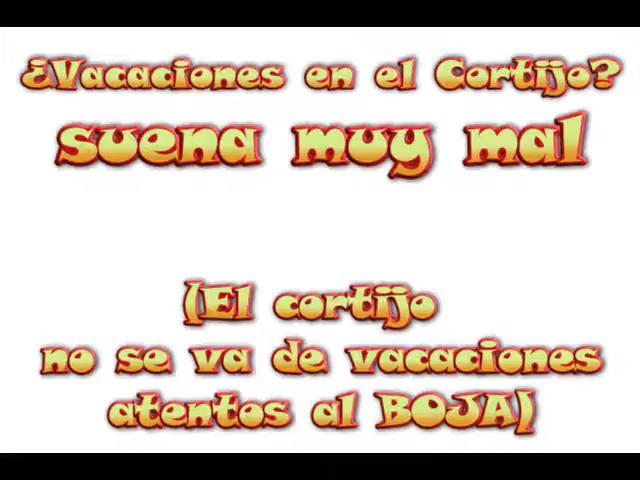 ¿Vacaciones en el Cortijo?
suena muy mal
(El cortijo
no se va de vacaciones
atentos al BOJA(